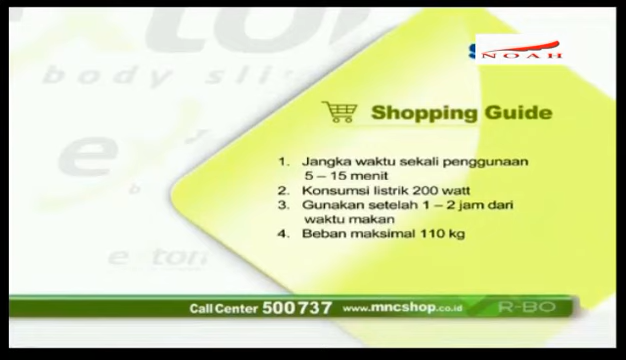 NOAH
body sli
Shopping Guide
1. Jangka waktu sekali penggunaan
5 – 15 menit
2. Konsumsi listrik 200 watt
3. Gunakan setelah 1 – 2 jam dari
waktu makan
4. Beban maksimal 110 kg
Call Center 500737 www.mncshop.co.id R-BO